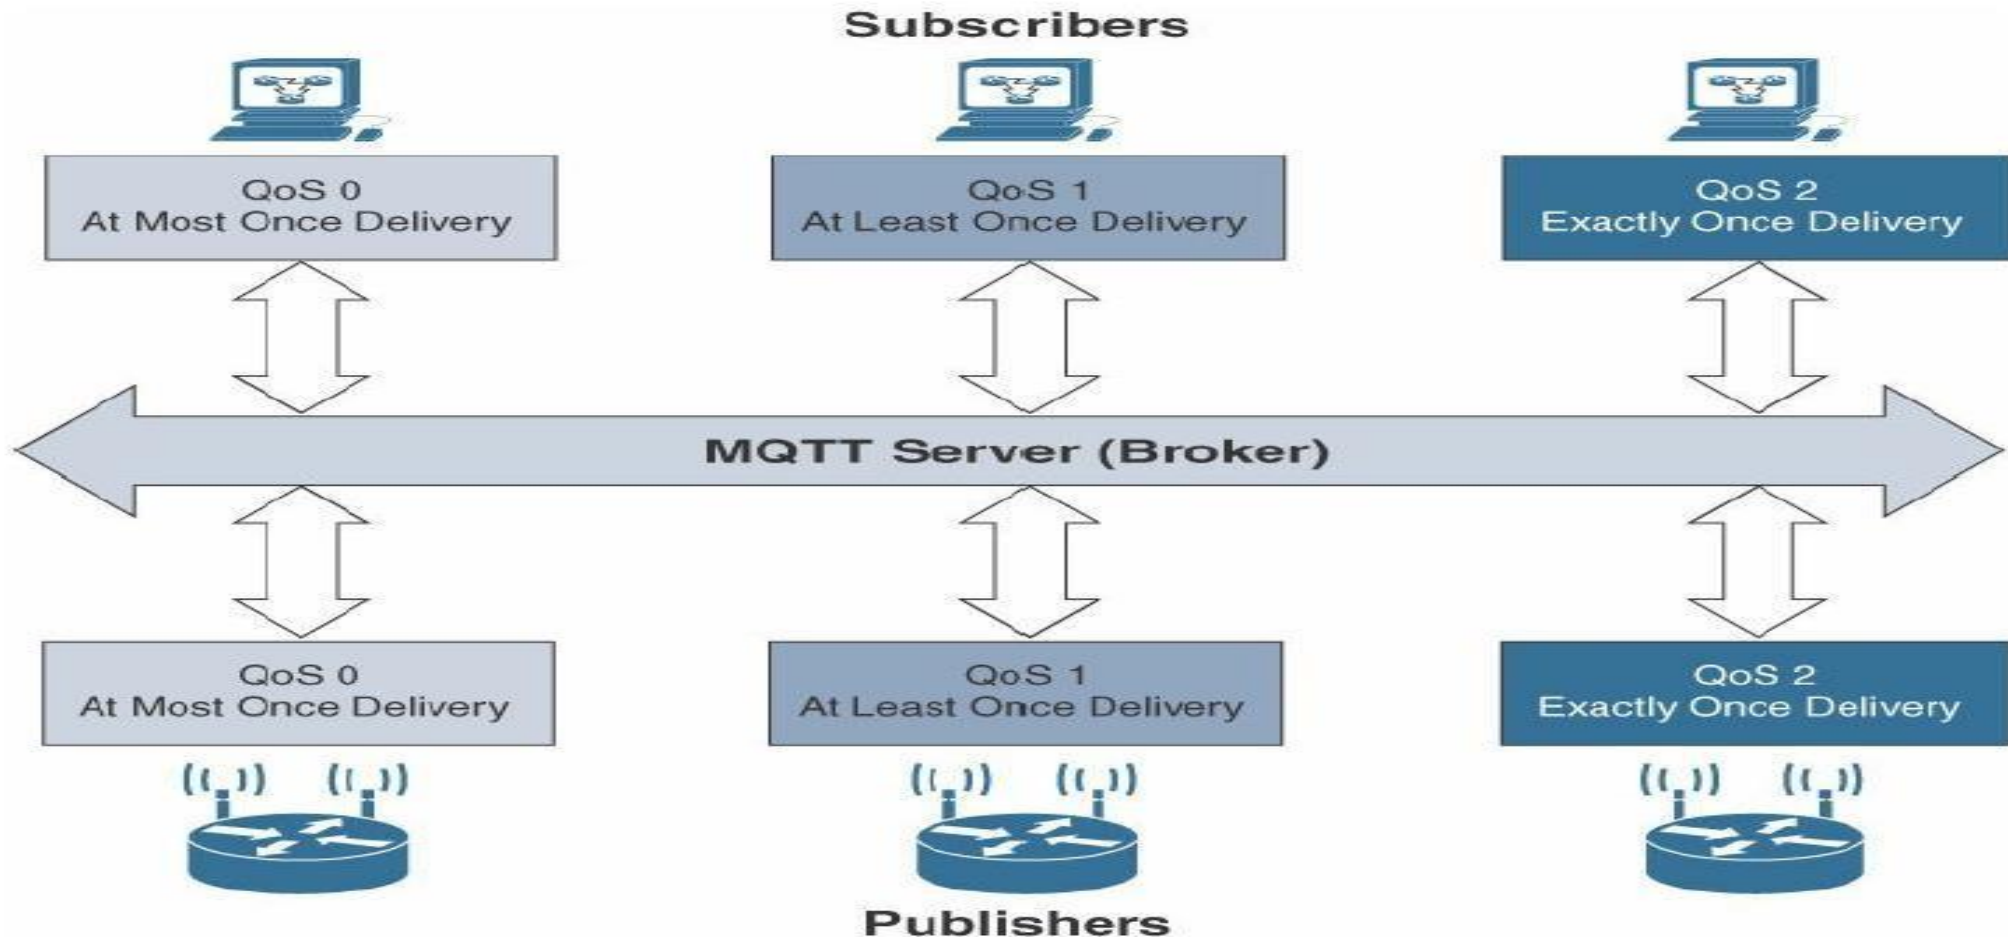 Subscribers
QoS 0
At Most Once Delivery
QoS 1
At Least Once Delivery
QoS 2
Exactly Once Delivery
MQTT Server (Broker)
QoS 0
At Most Once Delivery
QoS 1
At Least Once Delivery
QoS 2
Exactly Once Delivery
Publishers